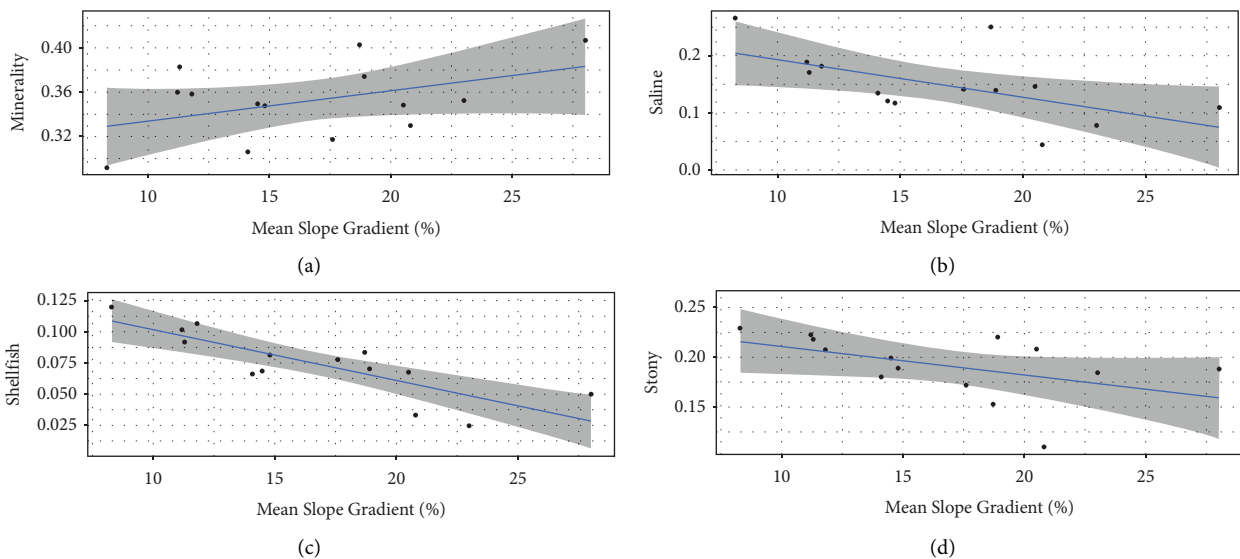 Minerality
0.40
0.36
0.32
10 15 20 25
Mean Slope Gradient (%)
(a)
Saline
0.2
0.1
0.0
10 15 20 25
Mean Slope Gradient (%)
(b)
Shellfish
0.125
0.100
0.075
0.050
0.025
10 15 20 25
Mean Slope Gradient (%)
(c)
Stony
0.25
0.20
0.15
10 15 20 25
Mean Slope Gradient (%)
(d)